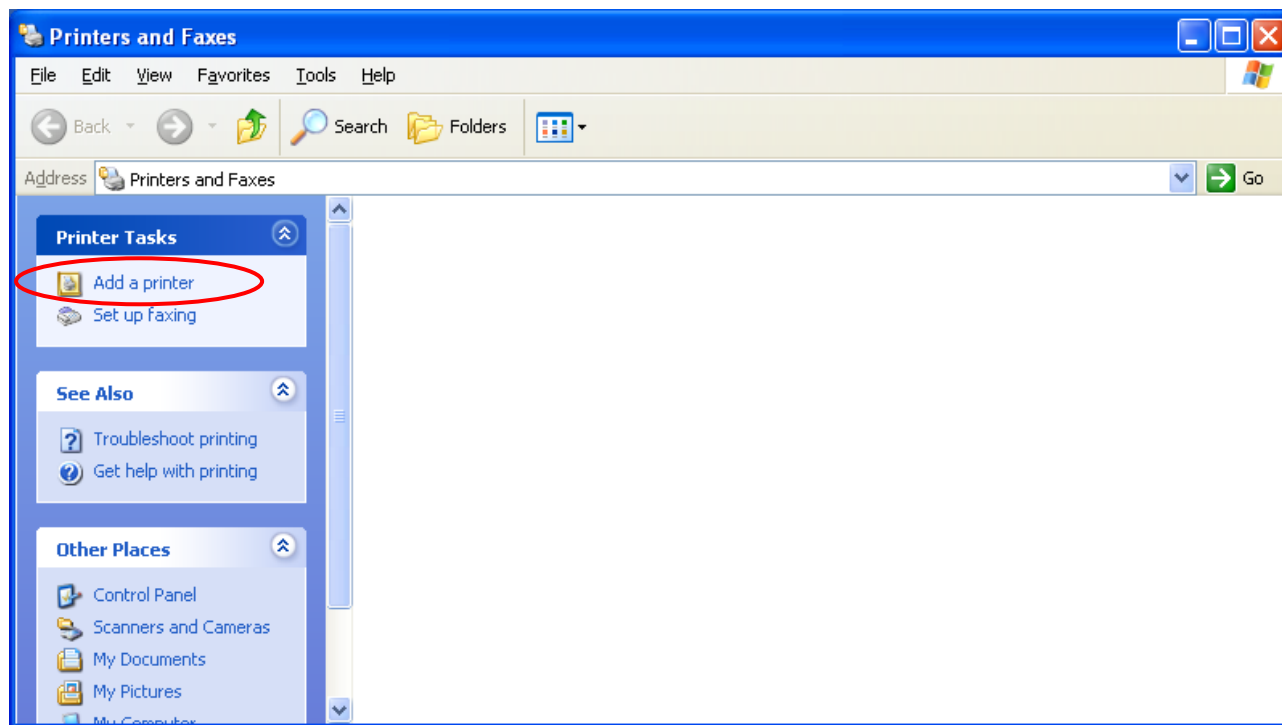 Printers and Faxes
File Edit View Favorites Tools Help
Back Search Folders
Address Printers and Faxes Go
Printer Tasks
Add a printer
Set up faxing
See Also
Troubleshoot printing
Get help with printing
Other Places
Control Panel
Scanners and Cameras
My Documents
My Pictures
My Computer